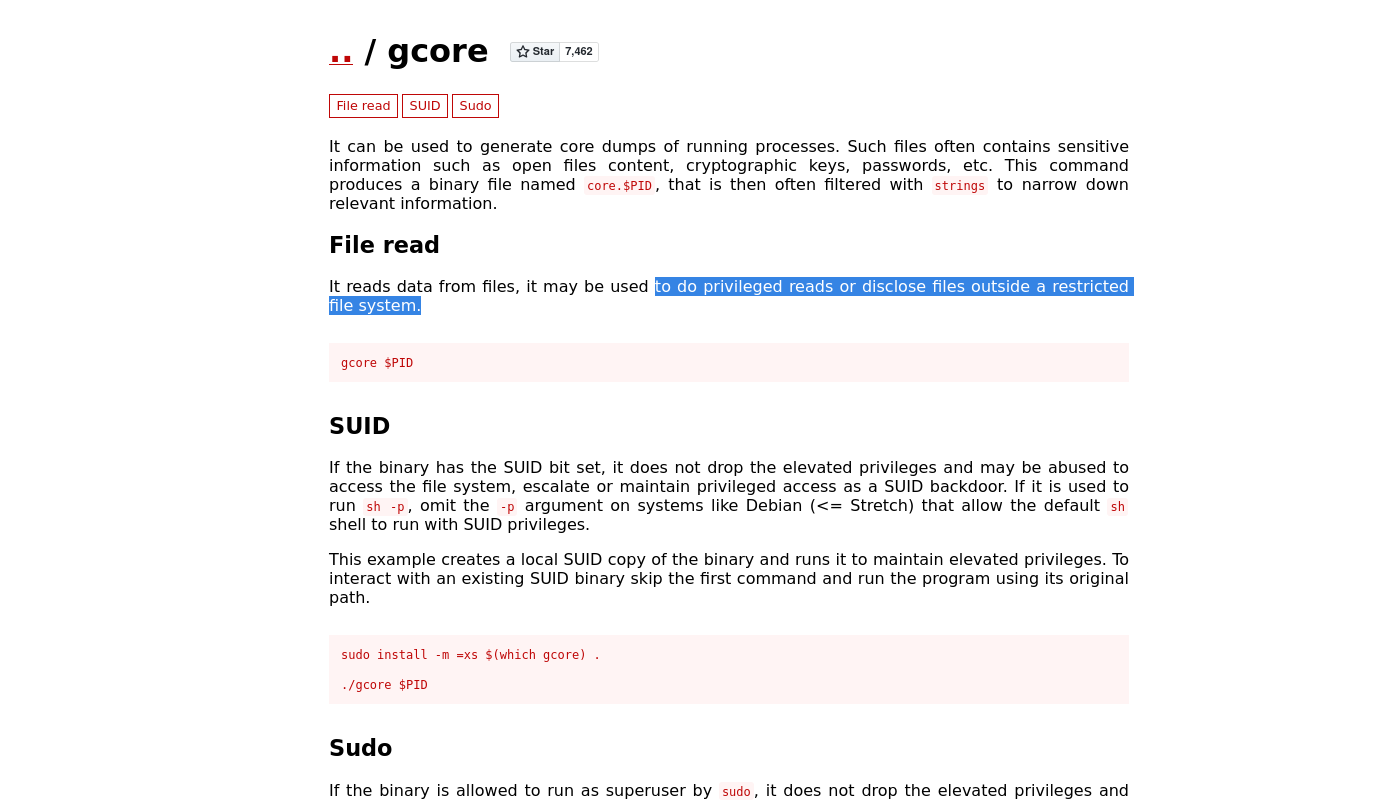 .. / gcore Star 7,462
File read SUID Sudo
It can be used to generate core dumps of running processes. Such files often contains sensitive
information such as open files content, cryptographic keys, passwords, etc. This command
produces a binary file named core.$PID, that is then often filtered with strings to narrow down
relevant information.
File read
It reads data from files, it may be used to do privileged reads or disclose files outside a restricted
file system.
gcore $PID
SUID
If the binary has the SUID bit set, it does not drop the elevated privileges and may be abused to
access the file system, escalate or maintain privileged access as a SUID backdoor. If it is used to
run sh -p, omit the -p argument on systems like Debian (<= Stretch) that allow the default sh
shell to run with SUID privileges.
This example creates a local SUID copy of the binary and runs it to maintain elevated privileges. To
interact with an existing SUID binary skip the first command and run the program using its original
path.
sudo install -m =xs $(which gcore) .
./gcore $PID
Sudo
If the binary is allowed to run as superuser by sudo, it does not drop the elevated privileges and